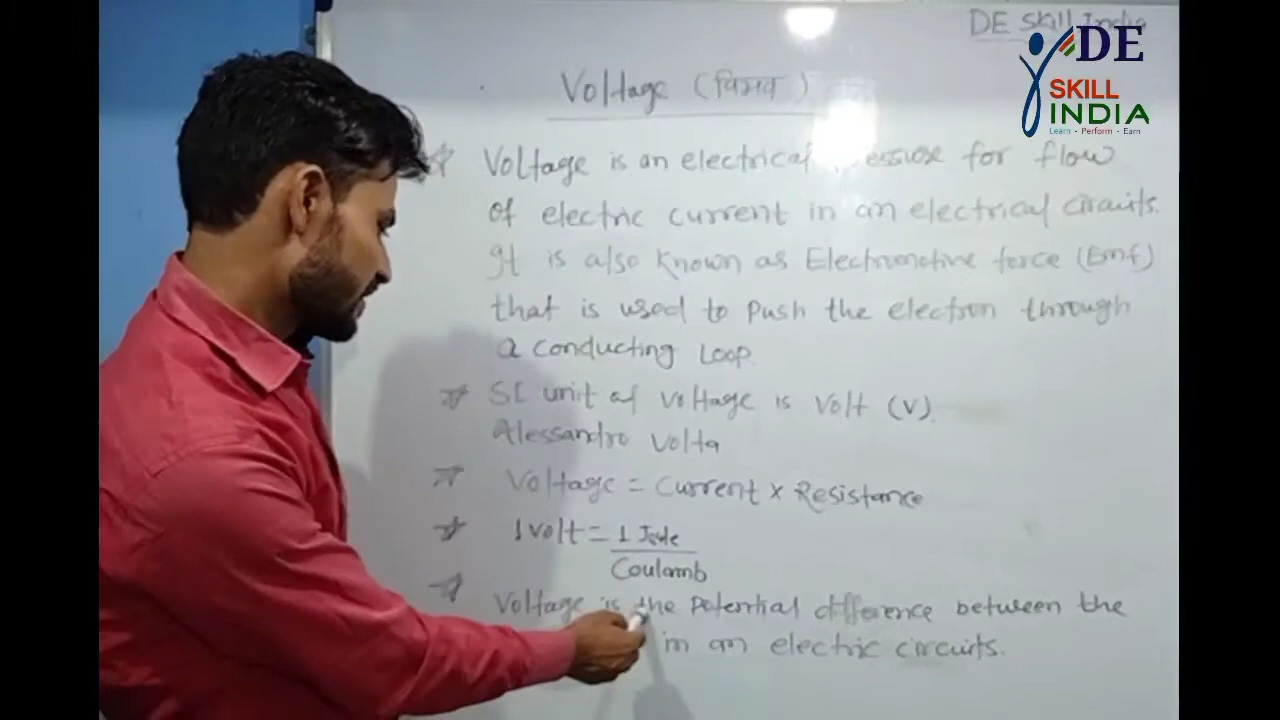 DE Skill India
DE
SKILL
INDIA
Learn - Perform - Earn
Voltage (विभव)
Voltage is an electrical for flow
of electric current in an electrical circuits.
It is also known as Electromotive force (Emf)
that is used to push the electron through
a conducting Loop.
SI unit of voltage is volt (V).
Alessandro Volta
Voltage = Current x Resistance
1 volt = 1 Joule
Coulomb
Voltage is the Potential difference between the
in an electric circuits.